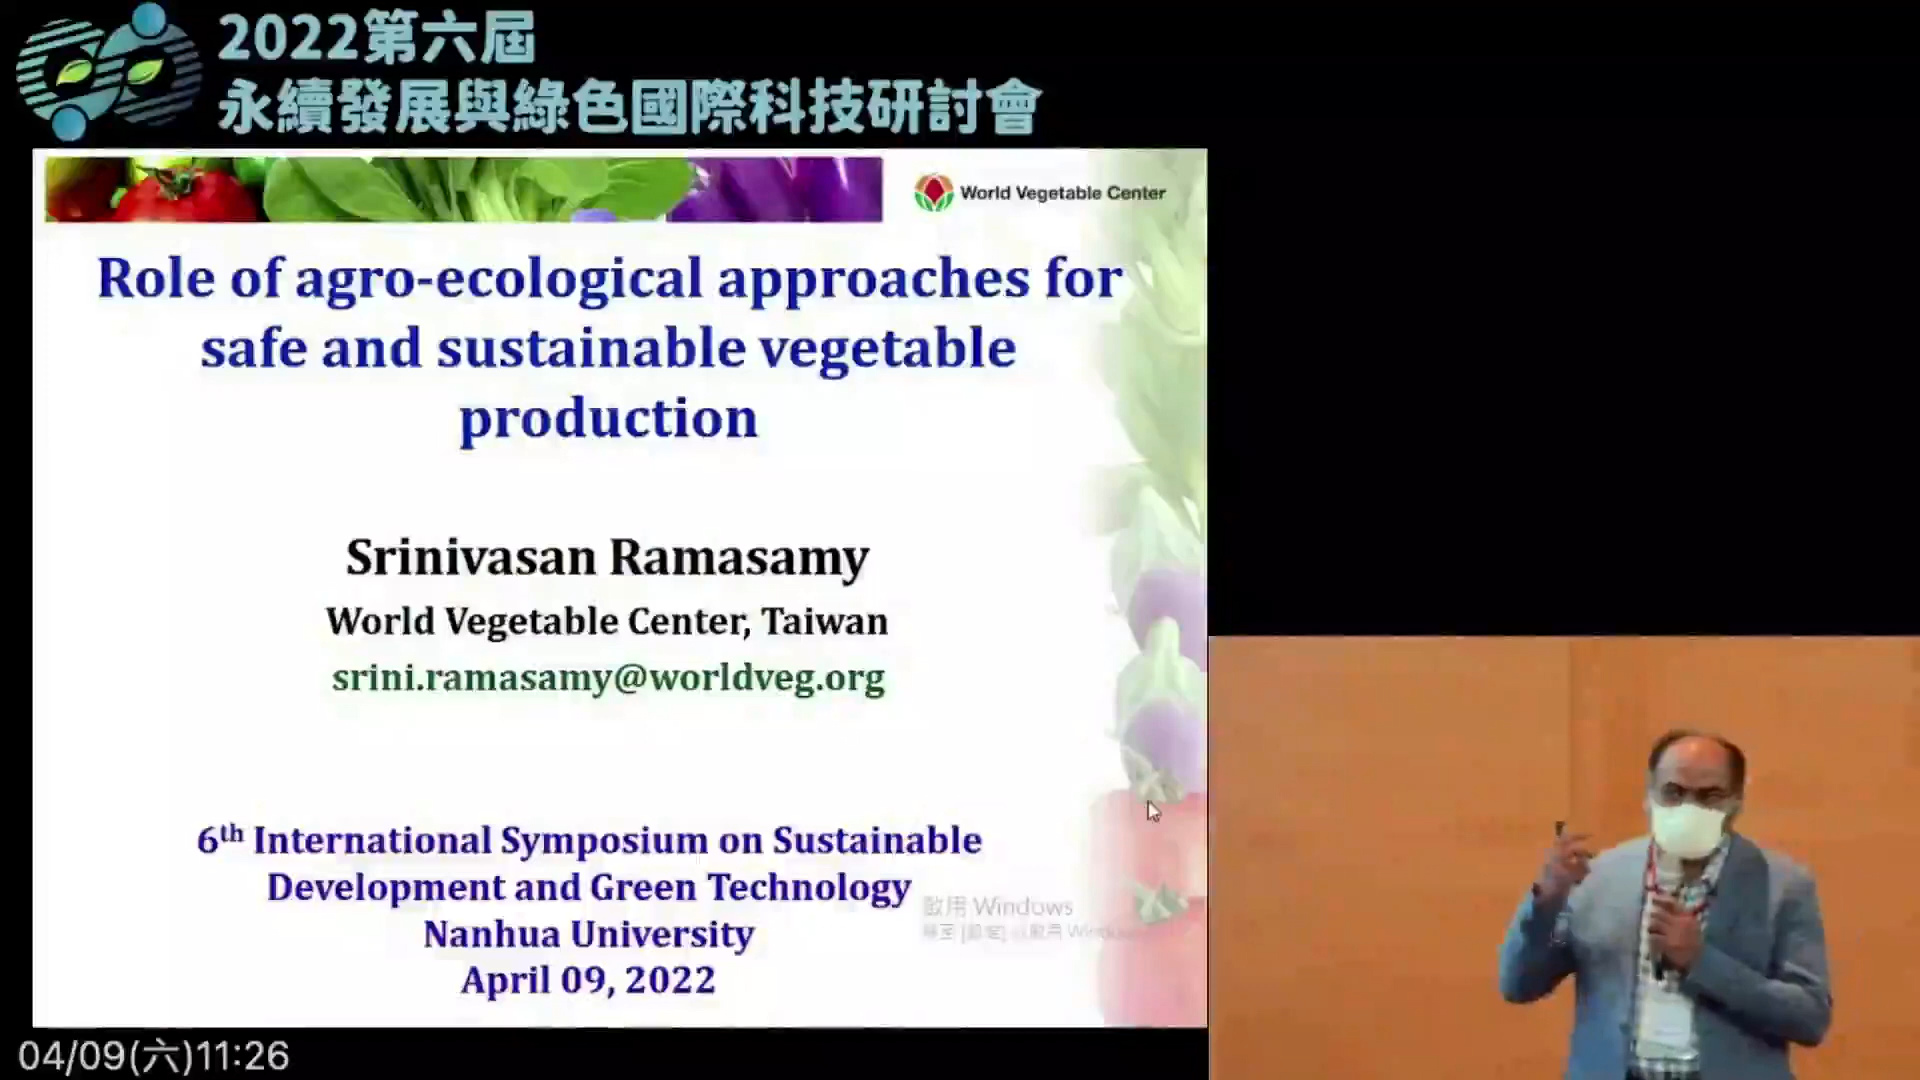 2022第六屆
永續發展與綠色國際科技研討會
World Vegetable Center
Role of agro-ecological approaches for
safe and sustainable vegetable
production
Srinivasan Ramasamy
World Vegetable Center, Taiwan
srini.ramasamy@worldveg.org
6th International Symposium on Sustainable
Development and Green Technology
Nanhua University
April 09, 2022
啟用 Windows
04/09(六)11:26